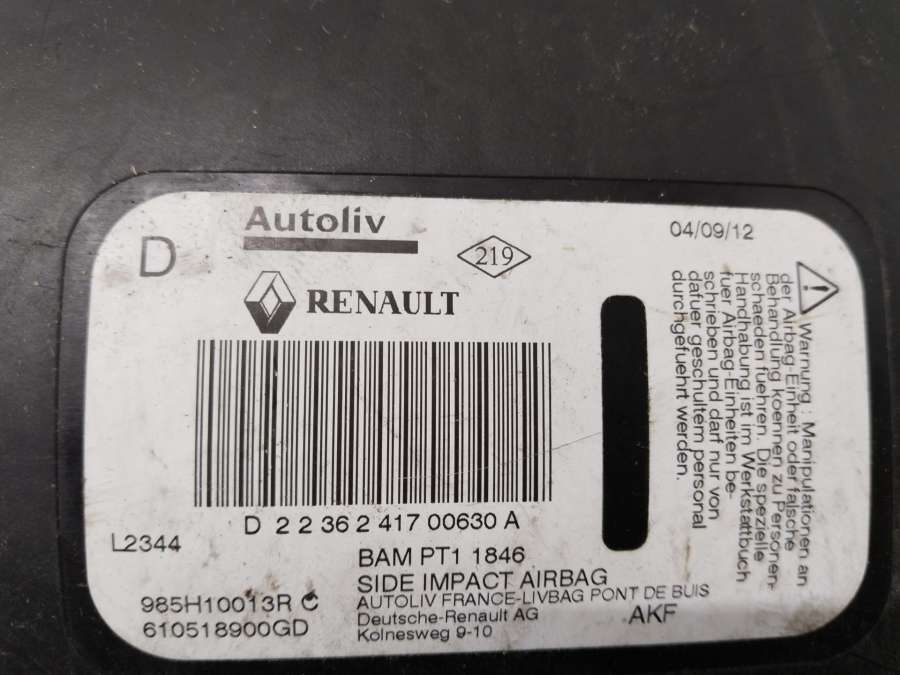 D
Autoliv
219
04/09/12
RENAULT
D 2 2 36 2 417 00630 A
L2344
BAM PT1 1846
SIDE IMPACT AIRBAG
985H10013R C
AUTOLIV FRANCE-LIVBAG PONT DE BUIS
610518900GD
Deutsche-Renault AG
AKF
Kolnesweg 9-10
Warnung : Manipulationen an
der Airbag-Einheit oder falsche
Behandlung koennen zu Personen-
schaeden fuehren. Die spezielle
Handhabung ist im Werkstattbuch
fuer Airbag-Einheiten be-
schrieben und darf nur von
dafuer geschultem personal
durchgefuehrt werden.